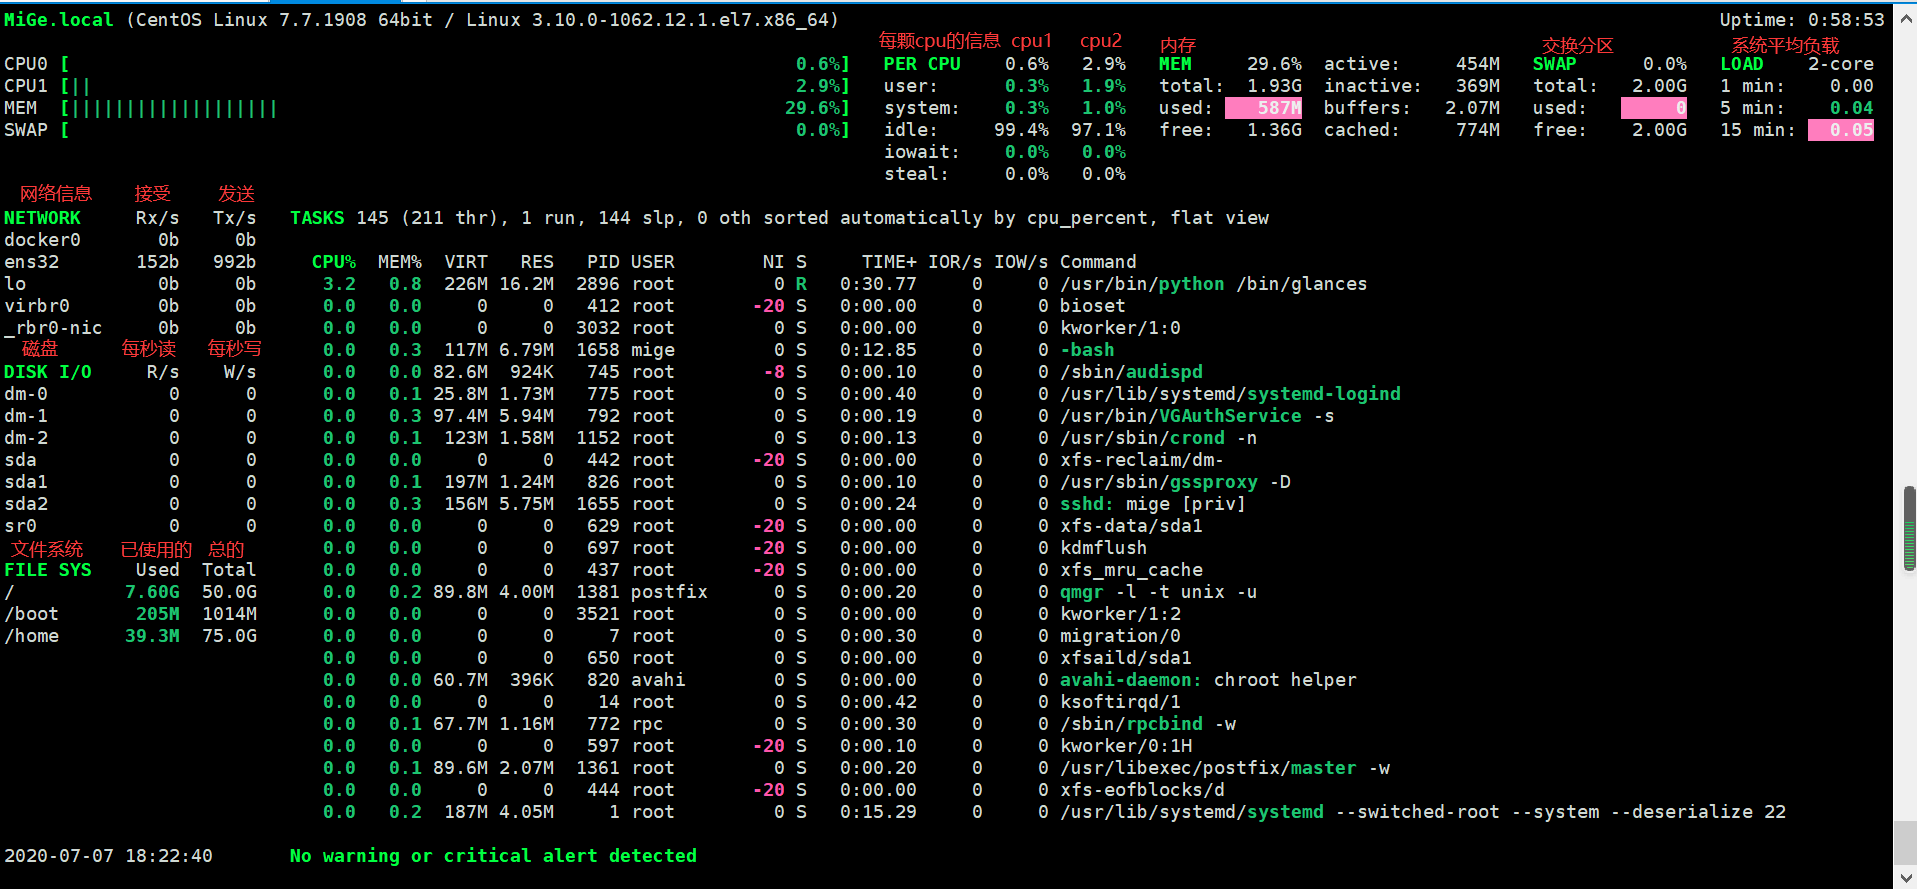 MiGe.local (CentOS Linux 7.7.1908 64bit / Linux 3.10.0-1062.12.1.el7.x86_64) Uptime: 0:58:53
每颗cpu的信息 cpu1 cpu2 内存 交换分区 系统平均负载
CPU0 [ 0.6%] PER CPU 0.6% 2.9% MEM 29.6% active: 454M SWAP 0.0% LOAD 2-core
CPU1 [|| 2.9%] user: 0.3% 1.9% total: 1.93G inactive: 369M total: 2.00G 1 min: 0.00
MEM [||||||||||||||||||| 29.6%] system: 0.3% 1.0% used: 587M buffers: 2.07M used: 0 5 min: 0.04
SWAP [ 0.0%] idle: 99.4% 97.1% free: 1.36G cached: 774M free: 2.00G 15 min: 0.05
iowait: 0.0% 0.0%
steal: 0.0% 0.0%
网络信息 接受 发送
NETWORK Rx/s Tx/s TASKS 145 (211 thr), 1 run, 144 slp, 0 oth sorted automatically by cpu_percent, flat view
docker0 0b 0b
ens32 152b 992b CPU% MEM% VIRT RES PID USER NI S TIME+ IOR/s IOW/s Command
lo 0b 0b 3.2 0.8 226M 16.2M 2896 root 0 R 0:30.77 0 0 /usr/bin/python /bin/glances
virbr0 0b 0b 0.0 0.0 0 0 412 root -20 S 0:00.00 0 0 bioset
_rbr0-nic 0b 0b 0.0 0.0 0 0 3032 root 0 S 0:00.00 0 0 kworker/1:0
磁盘 每秒读 每秒写 0.0 0.3 117M 6.79M 1658 mige 0 S 0:12.85 0 0 -bash
DISK I/O R/s W/s 0.0 0.0 82.6M 924K 745 root -8 S 0:00.10 0 0 /sbin/audispd
dm-0 0 0 0.0 0.1 25.8M 1.73M 775 root 0 S 0:00.40 0 0 /usr/lib/systemd/systemd-logind
dm-1 0 0 0.0 0.3 97.4M 5.94M 792 root 0 S 0:00.19 0 0 /usr/bin/VGAuthService -s
dm-2 0 0 0.0 0.1 123M 1.58M 1152 root 0 S 0:00.13 0 0 /usr/sbin/crond -n
sda 0 0 0.0 0.0 0 0 442 root -20 S 0:00.00 0 0 xfs-reclaim/dm-
sda1 0 0 0.0 0.1 197M 1.24M 826 root 0 S 0:00.10 0 0 /usr/sbin/gssproxy -D
sda2 0 0 0.0 0.3 156M 5.75M 1655 root 0 S 0:00.24 0 0 sshd: mige [priv]
sr0 0 0 0.0 0.0 0 0 629 root -20 S 0:00.00 0 0 xfs-data/sda1
文件系统 已使用的 总的 0.0 0.0 0 0 697 root -20 S 0:00.00 0 0 kdmflush
FILE SYS Used Total 0.0 0.0 0 0 437 root -20 S 0:00.00 0 0 xfs_mru_cache
/ 7.60G 50.0G 0.0 0.2 89.8M 4.00M 1381 postfix 0 S 0:00.20 0 0 qmgr -l -t unix -u
/boot 205M 1014M 0.0 0.0 0 0 3521 root 0 S 0:00.00 0 0 kworker/1:2
/home 39.3M 75.0G 0.0 0.0 0 0 7 root 0 S 0:00.30 0 0 migration/0
0.0 0.0 0 0 650 root 0 S 0:00.00 0 0 xfsaild/sda1
0.0 0.0 60.7M 396K 820 avahi 0 S 0:00.00 0 0 avahi-daemon: chroot helper
0.0 0.0 0 0 14 root 0 S 0:00.42 0 0 ksoftirqd/1
0.0 0.1 67.7M 1.16M 772 rpc 0 S 0:00.30 0 0 /sbin/rpcbind -w
0.0 0.0 0 0 597 root -20 S 0:00.10 0 0 kworker/0:1H
0.0 0.1 89.6M 2.07M 1361 root 0 S 0:00.20 0 0 /usr/libexec/postfix/master -w
0.0 0.0 0 0 444 root -20 S 0:00.00 0 0 xfs-eofblocks/d
0.0 0.2 187M 4.05M 1 root 0 S 0:15.29 0 0 /usr/lib/systemd/systemd --switched-root --system --deserialize 22
2020-07-07 18:22:40 No warning or critical alert detected